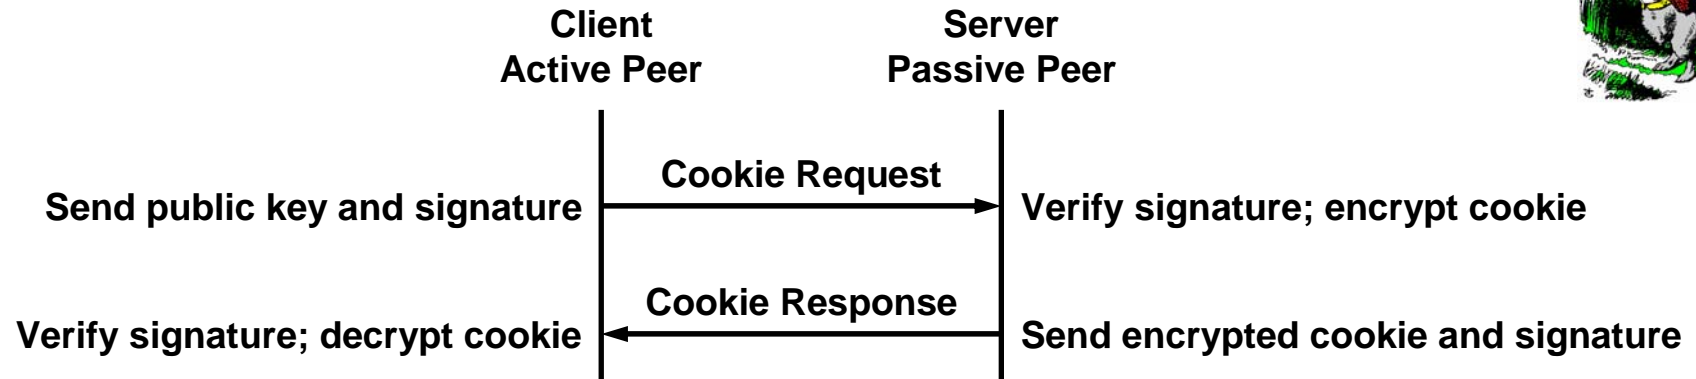 Client
Active Peer
Server
Passive Peer
Cookie Request
Send public key and signature
Verify signature; encrypt cookie
Cookie Response
Verify signature; decrypt cookie
Send encrypted cookie and signature